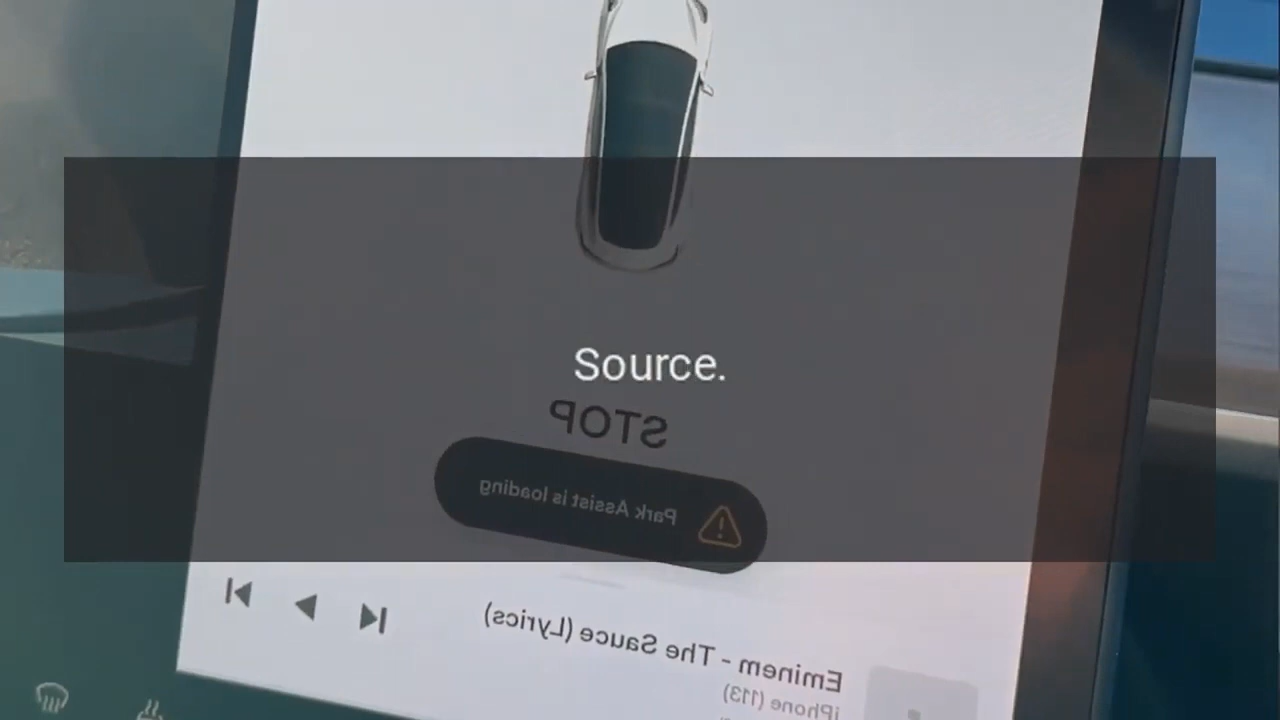 Source.
STOP
Park Assist is loading
Eminem - The Sauce (Lyrics)
iPhone (113)